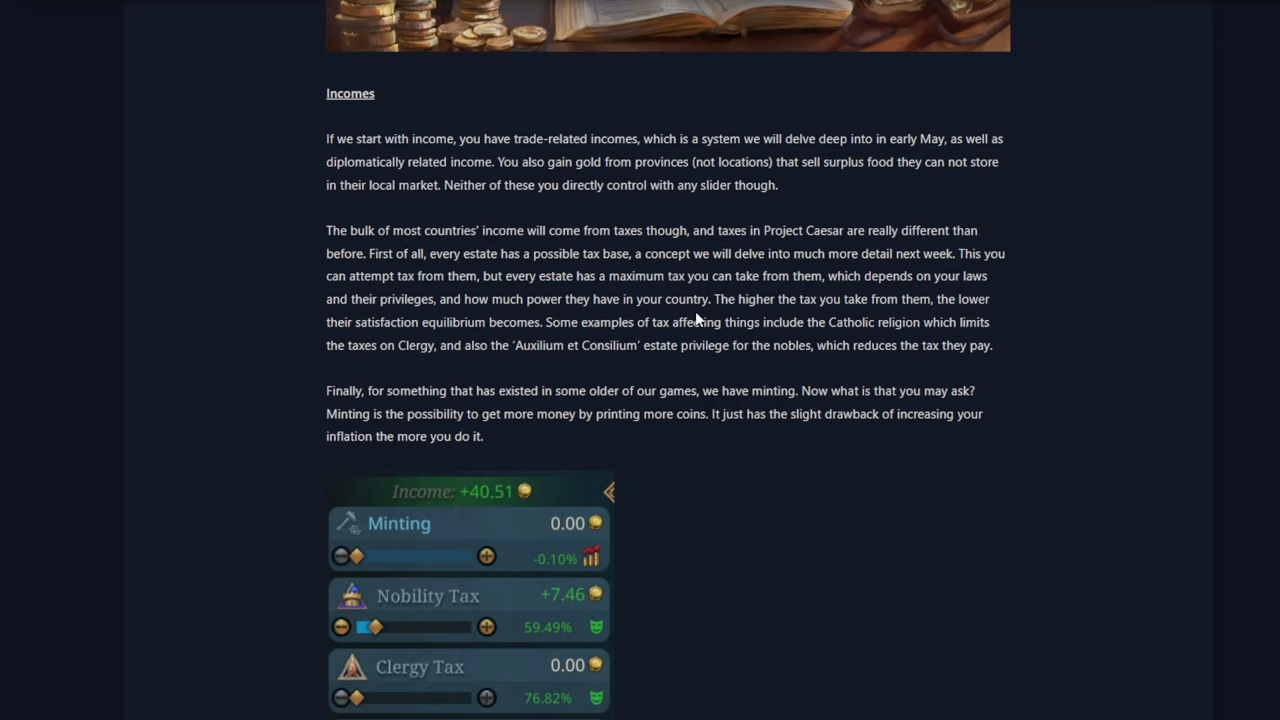 Incomes
If we start with income, you have trade-related incomes, which is a system we will delve deep into in early May, as well as
diplomatically related income. You also gain gold from provinces (not locations) that sell surplus food they can not store
in their local market. Neither of these you directly control with any slider though.
The bulk of most countries' income will come from taxes though, and taxes in Project Caesar are really different than
before. First of all, every estate has a possible tax base, a concept we will delve into much more detail next week. This you
can attempt tax from them, but every estate has a maximum tax you can take from them, which depends on your laws
and their privileges, and how much power they have in your country. The higher the tax you take from them, the lower
their satisfaction equilibrium becomes. Some examples of tax affecting things include the Catholic religion which limits
the taxes on Clergy, and also the ‘Auxilium et Consilium’ estate privilege for the nobles, which reduces the tax they pay.
Finally, for something that has existed in some older of our games, we have minting. Now what is that you may ask?
Minting is the possibility to get more money by printing more coins. It just has the slight drawback of increasing your
inflation the more you do it.
Income: +40.51
Minting 0.00
-0.10%
Nobility Tax +7.46
59.49%
Clergy Tax 0.00
76.82%